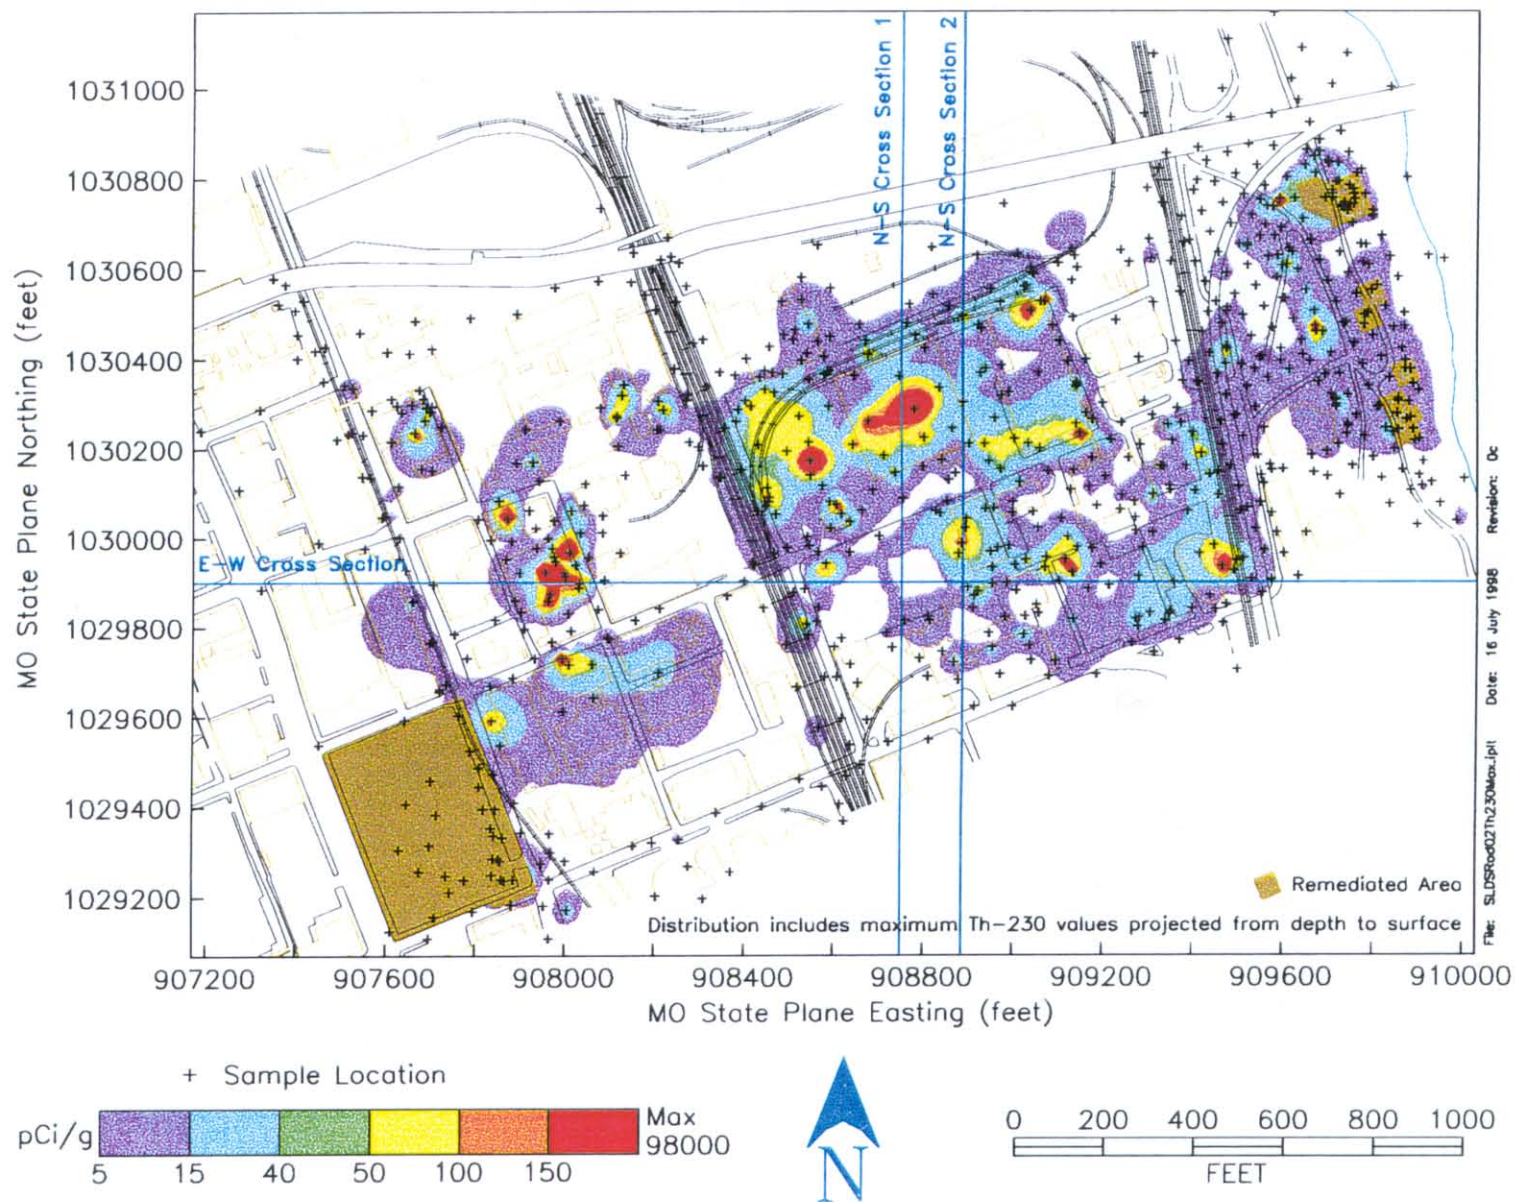 N-S Cross Section 1
N-S Cross Section 2
1031000
1030800
1030600
1030400
1030200
1030000
1029800
1029600
1029400
1029200
MO State Plane Northing (feet)
E-W Cross Section
Remediated Area
Distribution includes maximum Th-230 values projected from depth to surface
907200 907600 908000 908400 908800 909200 909600 910000
MO State Plane Easting (feet)
File: SLDSRod02Th230Max.iplt Date: 16 July 1998 Revision: 0c
+ Sample Location
pCi/g
Max
98000
5 15 40 50 100 150
N
0 200 400 600 800 1000
FEET